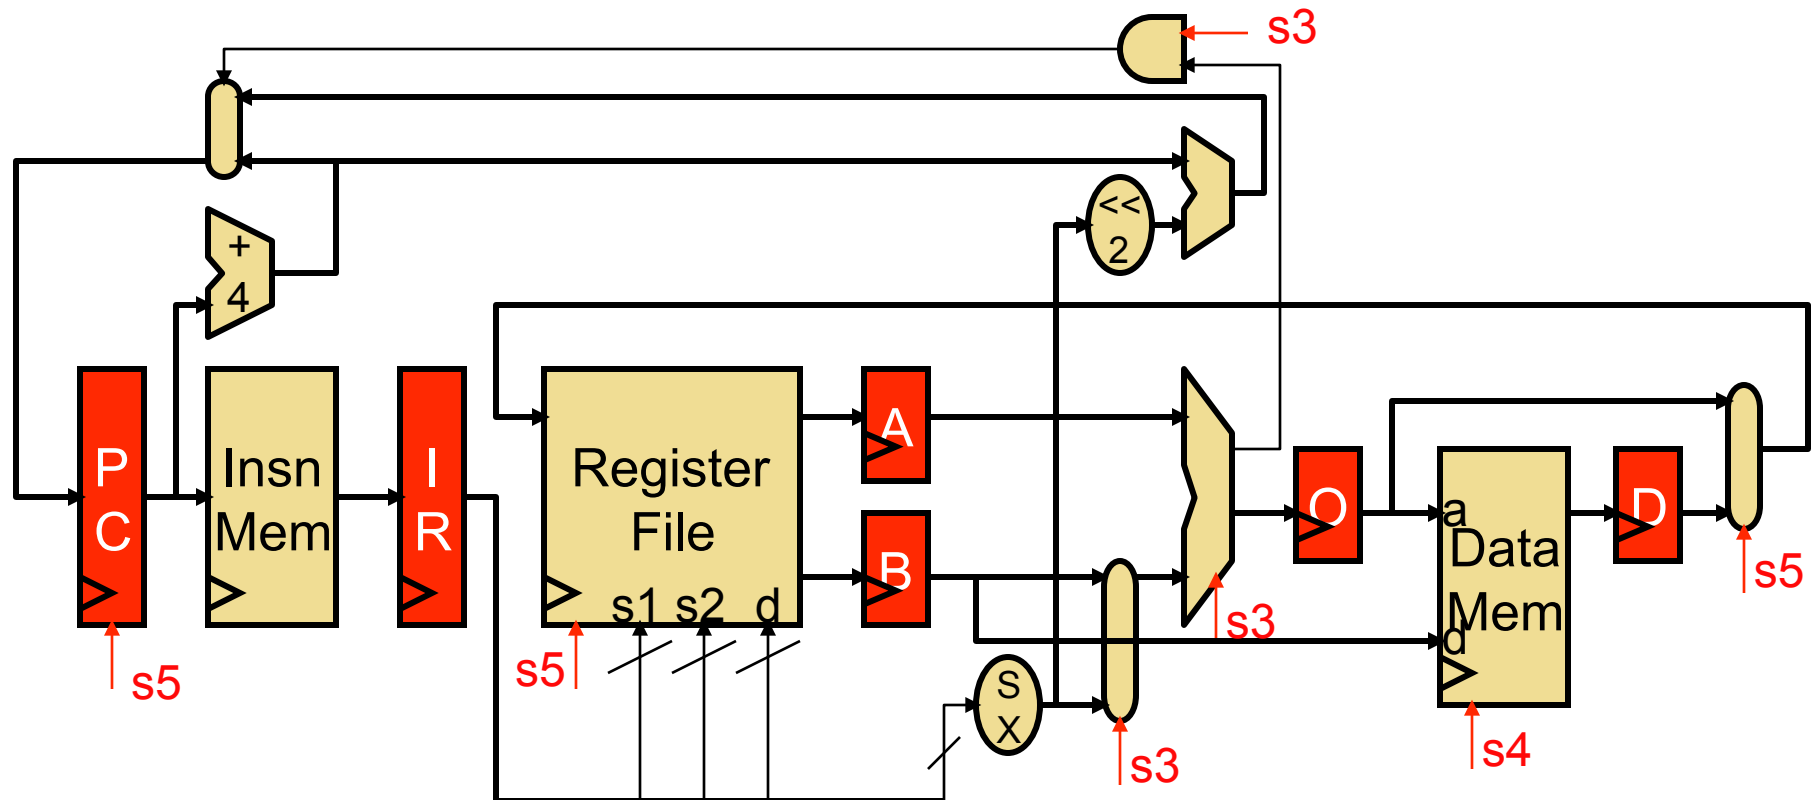 s3
<<
2
+
4
P
C
Insn
Mem
I
R
Register
File
s1 s2 d
A
B
O
a
Data
Mem
d
D
s5
s5
s5
S
X
s3
s3
s4